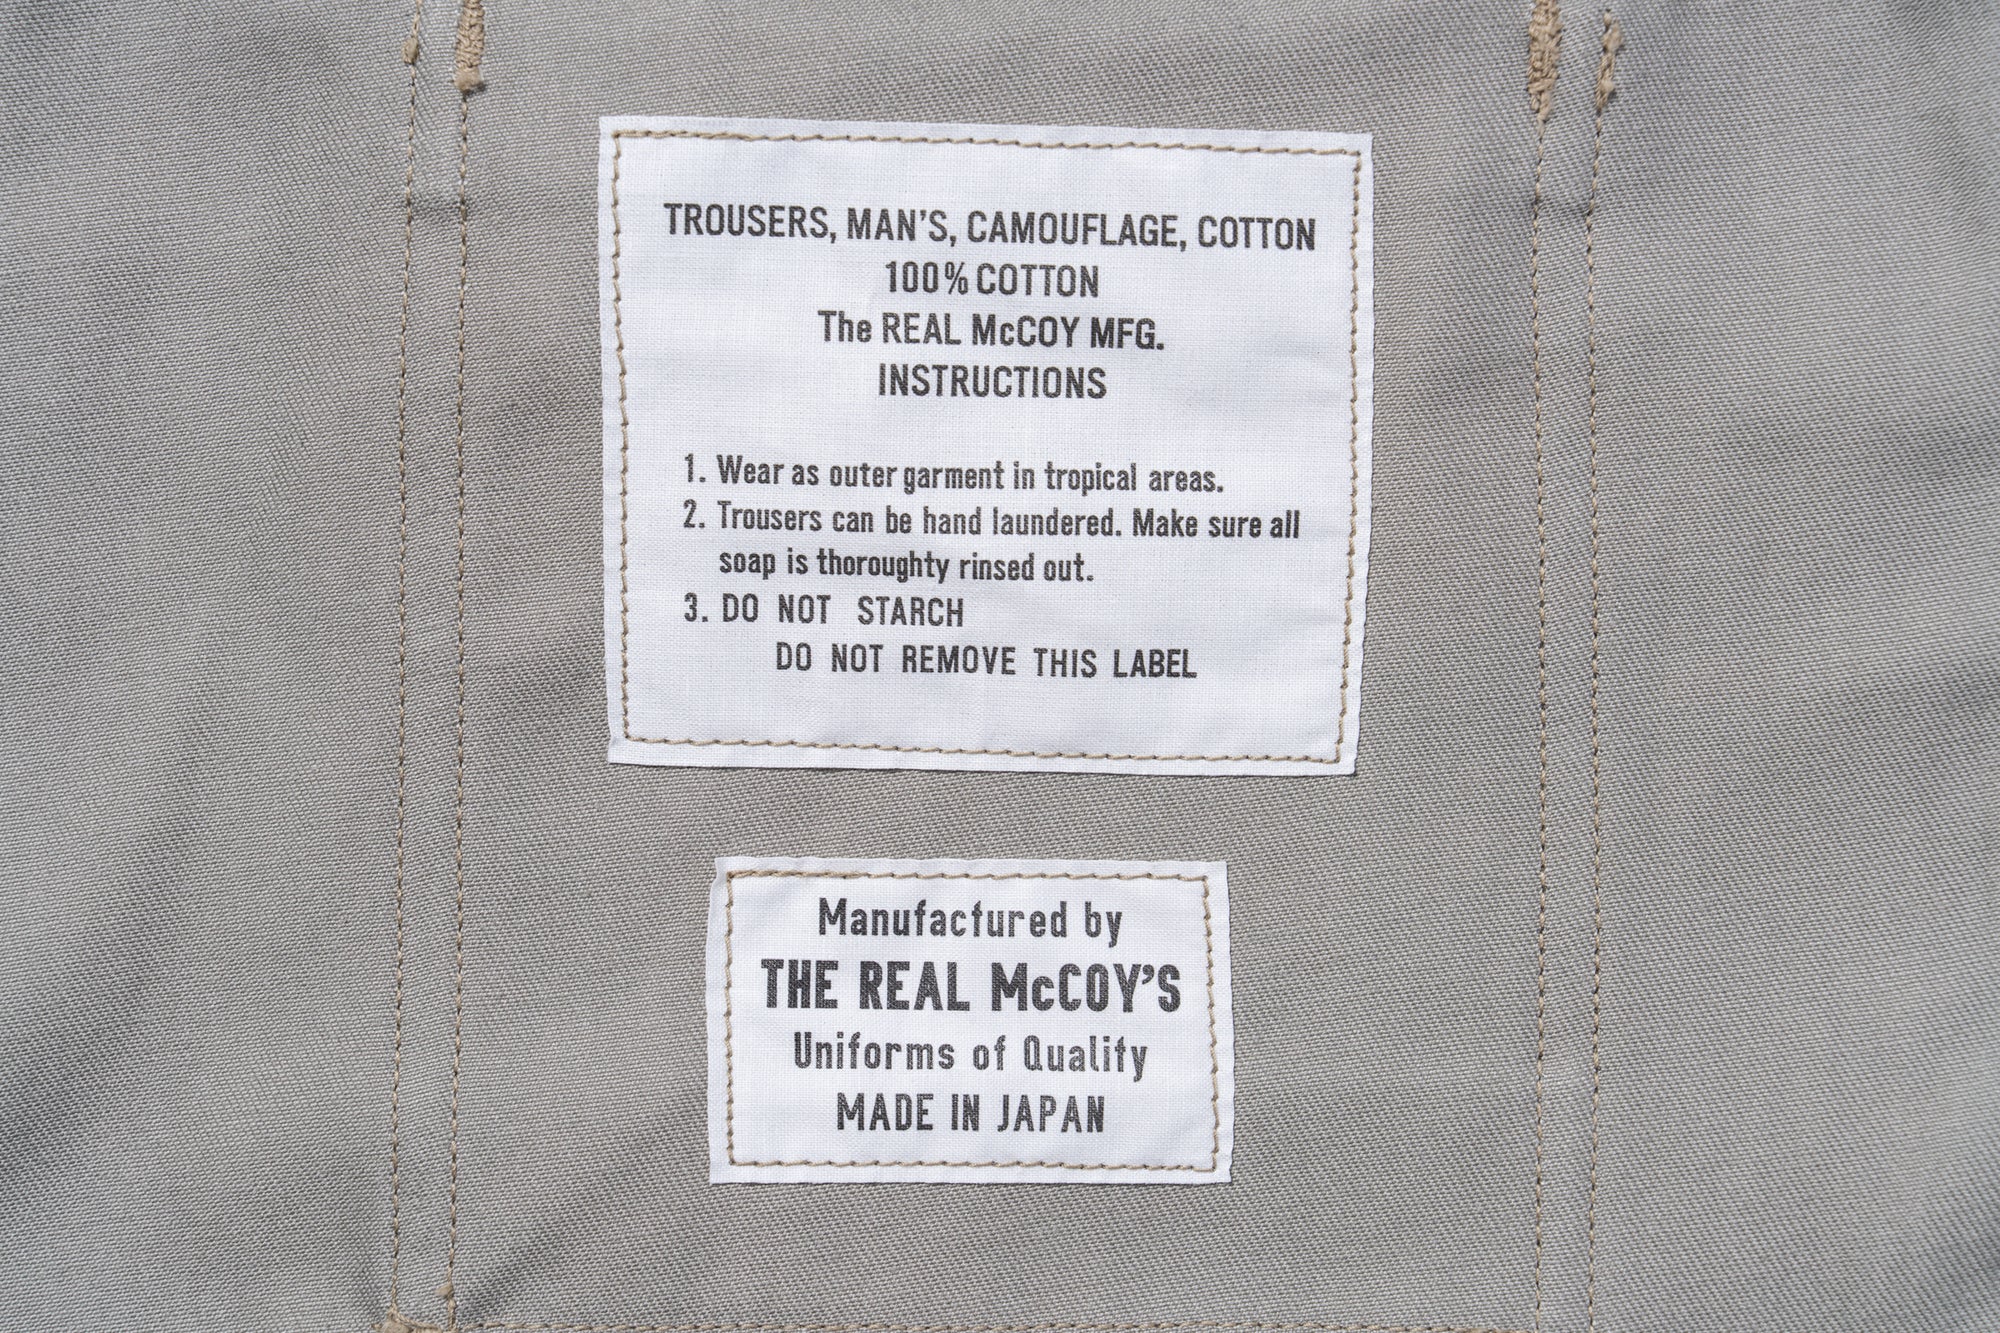 TROUSERS, MAN'S, CAMOUFLAGE, COTTON
100% COTTON
The REAL McCOY MFG.
INSTRUCTIONS
1. Wear as outer garment in tropical areas.
2. Trousers can be hand laundered. Make sure all
soap is thoroughty rinsed out.
3. DO NOT STARCH
DO NOT REMOVE THIS LABEL
Manufactured by
THE REAL McCOY'S
Uniforms of Quality
MADE IN JAPAN